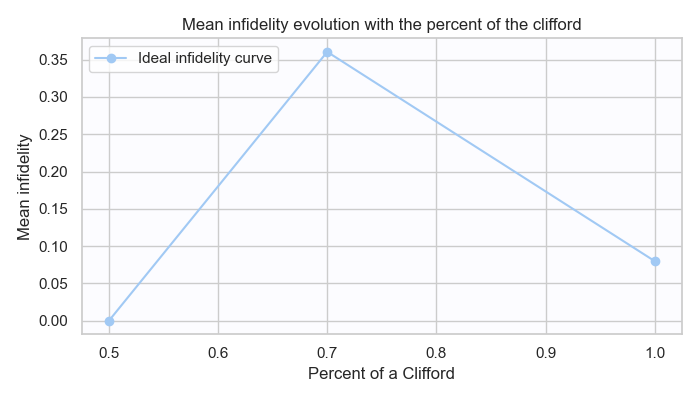 Mean infidelity evolution with the percent of the clifford
Ideal infidelity curve
Mean infidelity
0.35
0.30
0.25
0.20
0.15
0.10
0.05
0.00
0.5 0.6 0.7 0.8 0.9 1.0
Percent of a Clifford